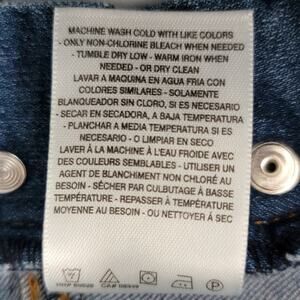 MACHINE WASH COLD WITH LIKE COLORS
- ONLY NON-CHLORINE BLEACH WHEN NEEDED
- TUMBLE DRY LOW - WARM IRON WHEN
NEEDED - OR DRY CLEAN
LAVAR A MAQUINA EN AGUA FRIA CON
COLORES SIMILARES - SOLAMENTE
BLANQUEADOR SIN CLORO, SI ES NECESARIO
- SECAR EN SECADORA, A BAJA TEMPERATURA
- PLANCHAR A MEDIA TEMPERATURA SI ES
NECESARIO - O LIMPIAR EN SECO
LAVER À LA MACHINE À L'EAU FROIDE AVEC
DES COULEURS SEMBLABLES - UTILISER UN
AGENT DE BLANCHIMENT NON CHLORÉ SI
BESOIN - SÉCHER PAR CULBUTAGE À BASSE
TEMPÉRATURE - REPASSER À TEMPÉRATURE
MOYENNE AU BESOIN - OU NETTOYER À SEC
P